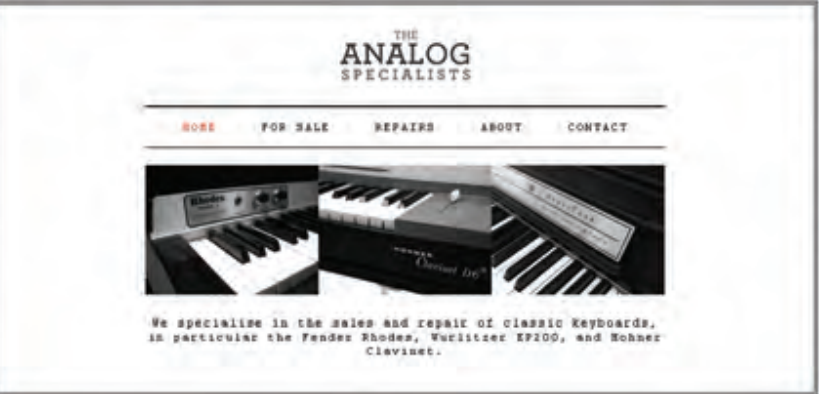 THE
ANALOG
SPECIALISTS
HOME FOR SALE REPAIRS ABOUT CONTACT
Rhodes
HOHNER
Clavinet D6
We specialise in the sales and repair of classic Keyboards,
in particular the Fender Rhodes, Wurlitzer EP200, and Hohner
Clavinet.